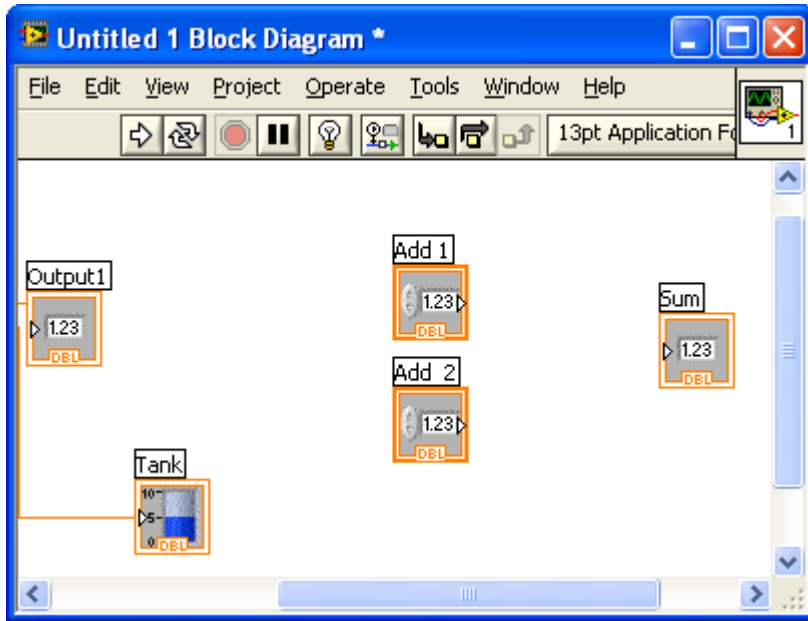 Untitled 1 Block Diagram *
File Edit View Project Operate Tools Window Help
13pt Application Fo
1
Add 1
1.23
DBL
Output1
1.23
DBL
Sum
1.23
DBL
Add 2
1.23
DBL
Tank
10
5
0
DBL